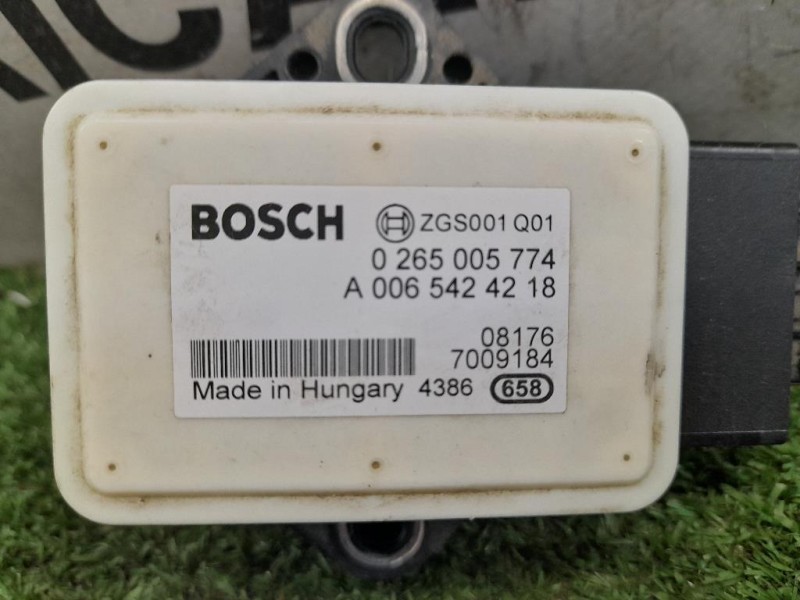 BOSCH ZGS001 Q01
0 265 005 774
A 006 542 42 18
08176
7009184
Made in Hungary 4386 658